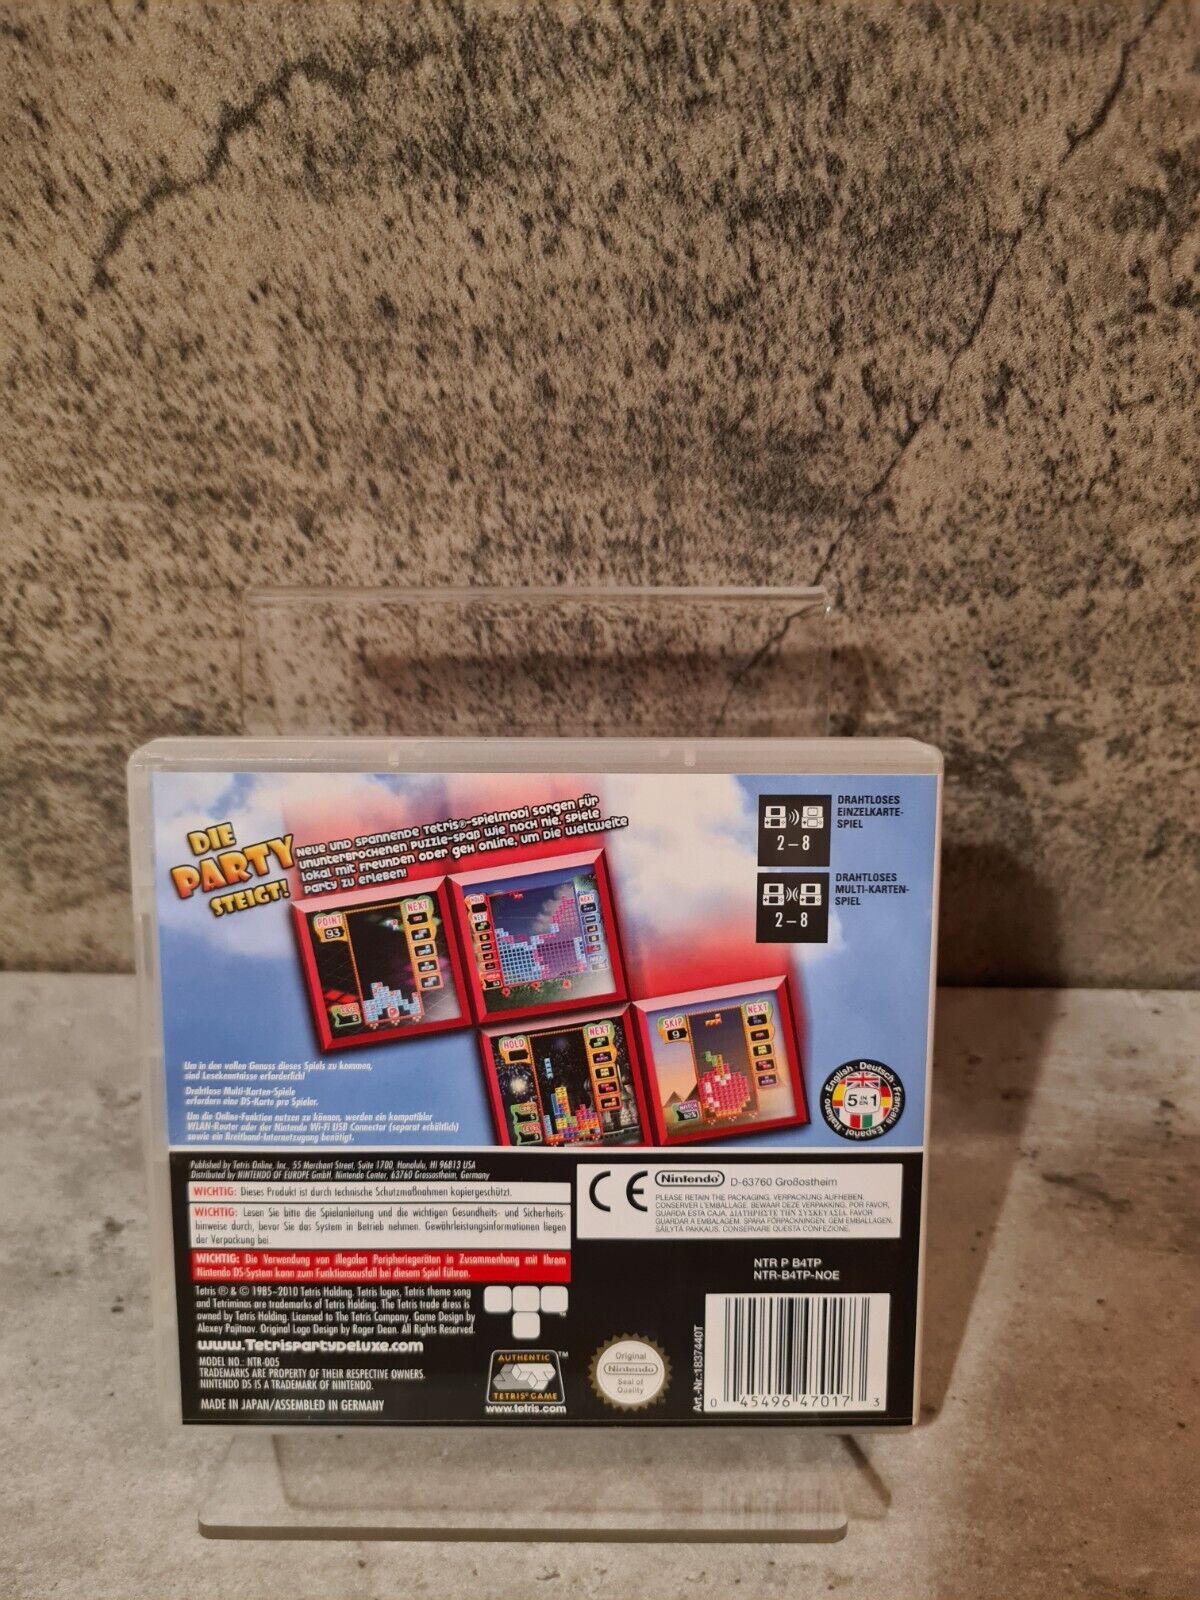 DIE
PARTY
STEIGT!
Neue und spannende Tetris®-Spielmodi sorgen für
ununterbrochenen Puzzle-Spaß wie noch nie. Spiele
lokal mit Freunden oder geh online, um die weltweite
Party zu erleben!
2 – 8
DRAHTLOSES
EINZELKARTE-
SPIEL
2 – 8
DRAHTLOSES
MULTI-KARTEN-
SPIEL
POINT
93
NEXT
HOLD
NEXT
NEXT
HOLD
NEXT
SKIP
9
NEXT
Um in den vollen Genuss dieses Spiels zu kommen,
sind Lesekenntnisse erforderlich!
Drahtlose Multi-Karten-Spiele
erfordern eine DS-Karte pro Spieler.
Um die Online-Funktion nutzen zu können, werden ein kompatibler
WLAN-Router oder der Nintendo Wi-Fi USB Connector (separat erhältlich)
sowie ein Breitband-Internetzugang benötigt.
English · Deutsch · Français · Español · Italiano
5 IN 1
Published by Tetris Online, Inc., 55 Merchant Street, Suite 1700, Honolulu, HI 96813 USA
Distributed by NINTENDO OF EUROPE GmbH, Nintendo Center, 63760 Grossostheim, Germany
WICHTIG: Dieses Produkt ist durch technische Schutzmaßnahmen kopiergeschützt.
WICHTIG: Lesen Sie bitte die Spielanleitung und die wichtigen Gesundheits- und Sicherheits-
hinweise durch, bevor Sie das System in Betrieb nehmen. Gewährleistungsinformationen liegen
der Verpackung bei.
WICHTIG: Die Verwendung von illegalen Peripheriegeräten in Zusammenhang mit Ihrem
Nintendo DS-System kann zum Funktionsausfall bei diesem Spiel führen.
Tetris ® & © 1985~2010 Tetris Holding. Tetris logos, Tetris theme song
and Tetriminos are trademarks of Tetris Holding. The Tetris trade dress is
owned by Tetris Holding. Licensed to The Tetris Company. Game Design by
Alexey Pajitnov. Original Logo Design by Roger Dean. All Rights Reserved.
www.TetrisPartyDeluxe.com
MODEL NO.: NTR-005
TRADEMARKS ARE PROPERTY OF THEIR RESPECTIVE OWNERS.
NINTENDO DS IS A TRADEMARK OF NINTENDO.
MADE IN JAPAN/ASSEMBLED IN GERMANY
AUTHENTIC
TETRIS® GAME
TM
www.tetris.com
CE
Nintendo
D-63760 Großostheim
PLEASE RETAIN THE PACKAGING. VERPACKUNG AUFHEBEN.
CONSERVER L'EMBALLAGE. BEWAAR DEZE VERPAKKING. POR FAVOR,
GUARDA ESTA CAJA. ΔΙΑΤΗΡΗΣΤΕ ΤΗΝ ΣΥΣΚΕΥΑΣΙΑ. FAVOR
GUARDAR A EMBALAGEM. SPARA FÖRPACKNINGEN. GEM EMBALLAGEN.
SÄILYTÄ PAKKAUS. CONSERVARE QUESTA CONFEZIONE.
NTR P B4TP
NTR-B4TP-NOE
Original
Nintendo
Seal of
Quality
Art.-Nr. 1837440T
0 45496 47017 3